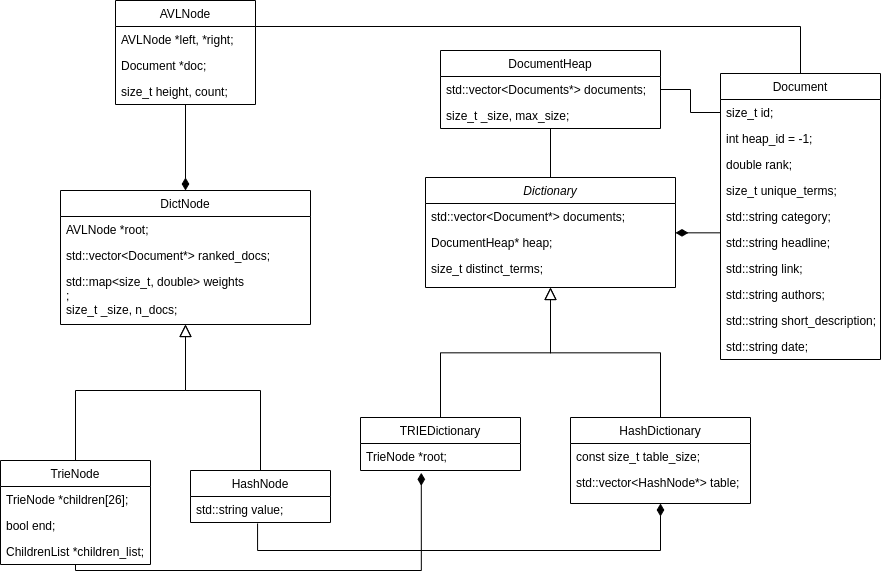 AVLNode
AVLNode *left, *right;
Document *doc;
size_t height, count;
DocumentHeap
std::vector<Documents*> documents;
size_t _size, max_size;
Document
size_t id;
int heap_id = -1;
double rank;
size_t unique_terms;
std::string category;
std::string headline;
std::string link;
std::string authors;
std::string short_description;
std::string date;
DictNode
AVLNode *root;
std::vector<Document*> ranked_docs;
std::map<size_t, double> weights
;
size_t _size, n_docs;
Dictionary
std::vector<Document*> documents;
DocumentHeap* heap;
size_t distinct_terms;
TrieNode
TrieNode *children[26];
bool end;
ChildrenList *children_list;
HashNode
std::string value;
TRIEDictionary
TrieNode *root;
HashDictionary
const size_t table_size;
std::vector<HashNode*> table;